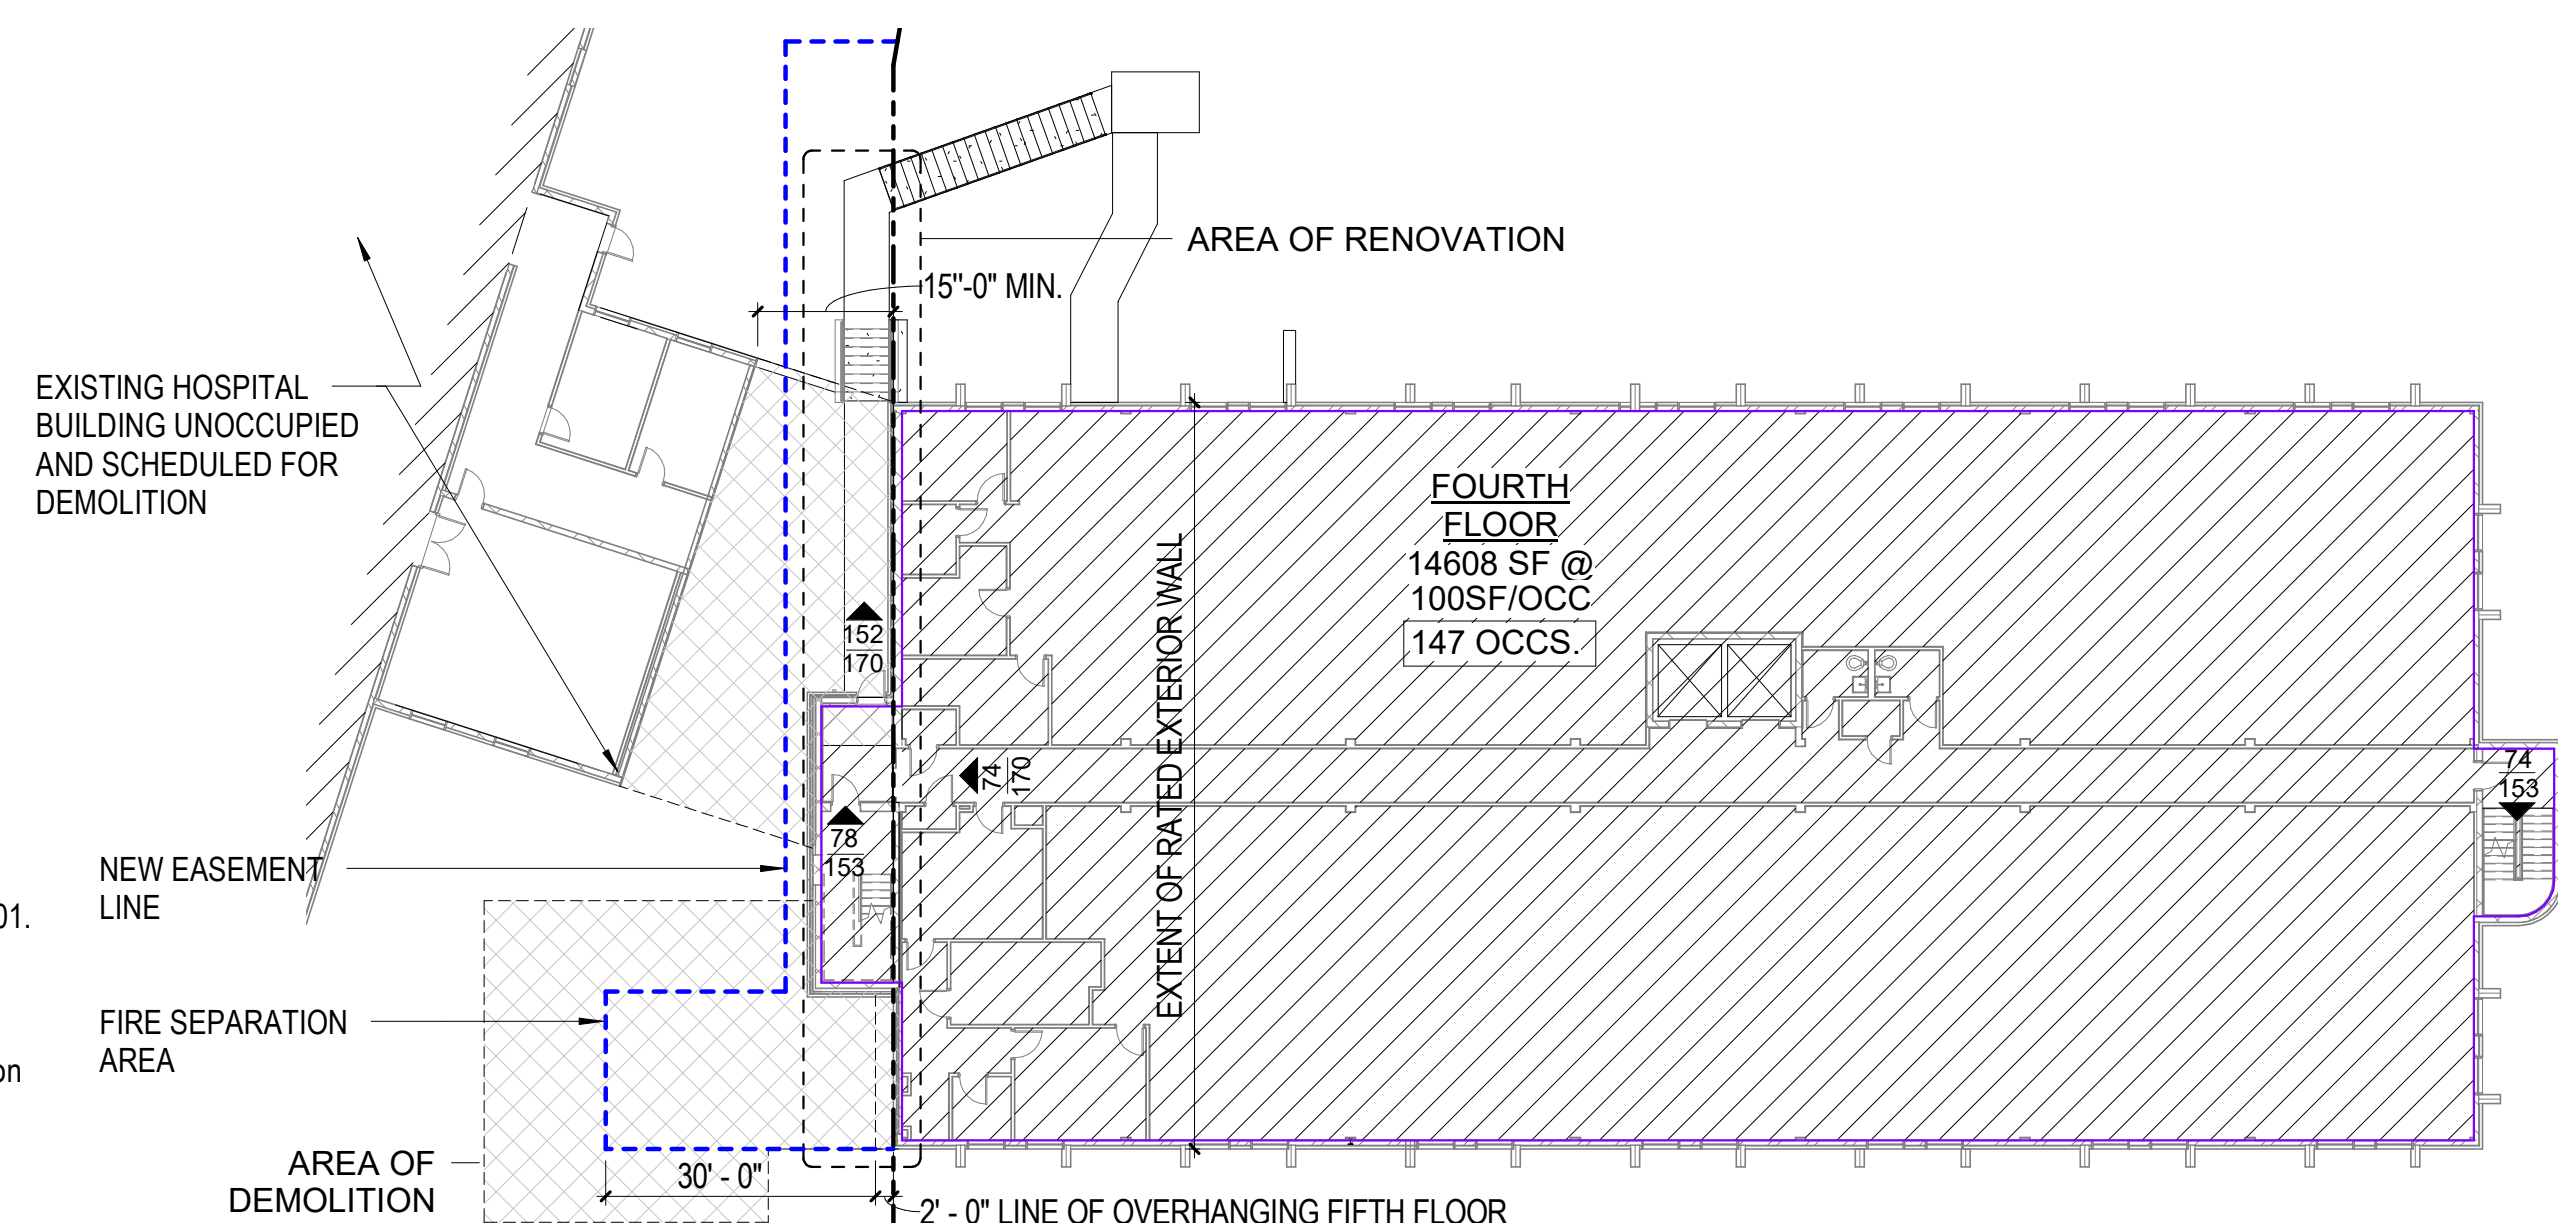 AREA OF RENOVATION
15"-0" MIN.
EXISTING HOSPITAL
BUILDING UNOCCUPIED
AND SCHEDULED FOR
DEMOLITION
FOURTH
FLOOR
14608 SF @
100SF/OCC
147 OCCS.
EXTENT OF RATED EXTERIOR WALL
152
170
74
170
78
153
74
153
NEW EASEMENT
LINE
01.
FIRE SEPARATION
AREA
on
AREA OF
DEMOLITION
30' - 0"
2' - 0" LINE OF OVERHANGING FIFTH FLOOR